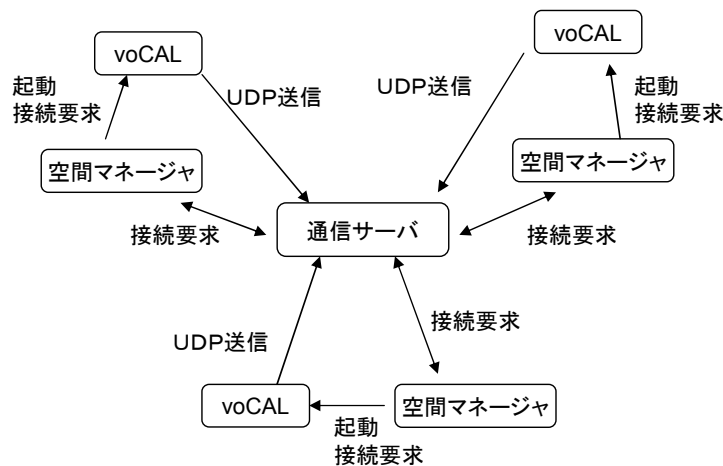 voCAL
起動
接続要求
UDP送信
空間マネージャ
接続要求
voCAL
UDP送信
起動
接続要求
空間マネージャ
接続要求
通信サーバ
UDP送信
接続要求
voCAL
空間マネージャ
起動
接続要求